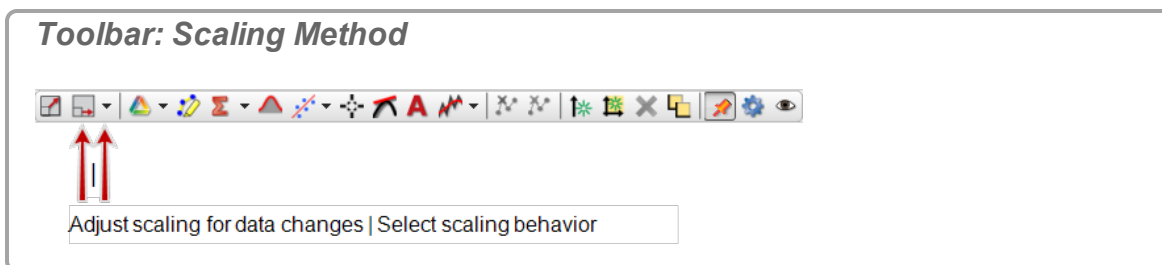 Toolbar: Scaling Method
A
|
Adjust scaling for data changes | Select scaling behavior